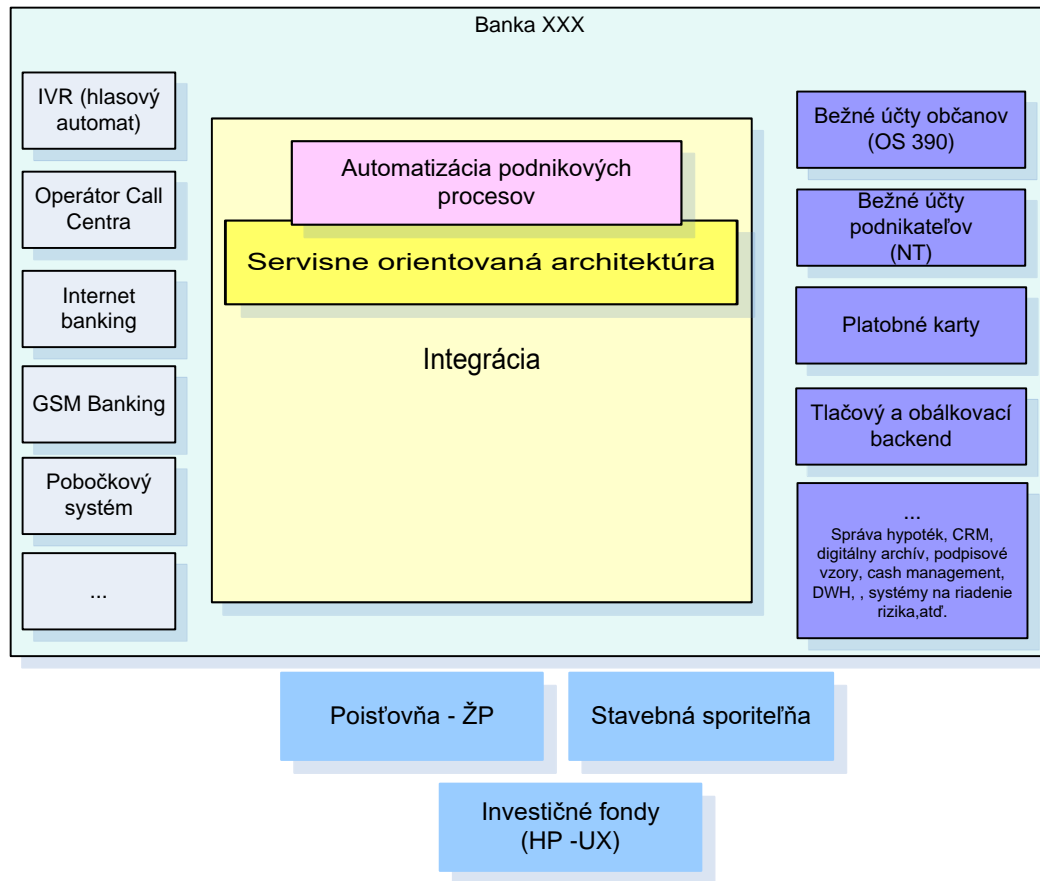 Banka XXX
IVR (hlasový
automat)
Operátor Call
Centra
Internet
banking
GSM Banking
Pobočkový
systém
...
Automatizácia podnikových
procesov
Servisne orientovaná architektúra
Integrácia
Bežné účty občanov
(OS 390)
Bežné účty
podnikateľov
(NT)
Platobné karty
Tlačový a obálkovací
backend
...
Správa hypoték, CRM,
digitálny archív, podpisové
vzory, cash management,
DWH, , systémy na riadenie
rizika,atď.
Poisťovňa - ŽP
Stavebná sporiteľňa
Investičné fondy
(HP -UX)